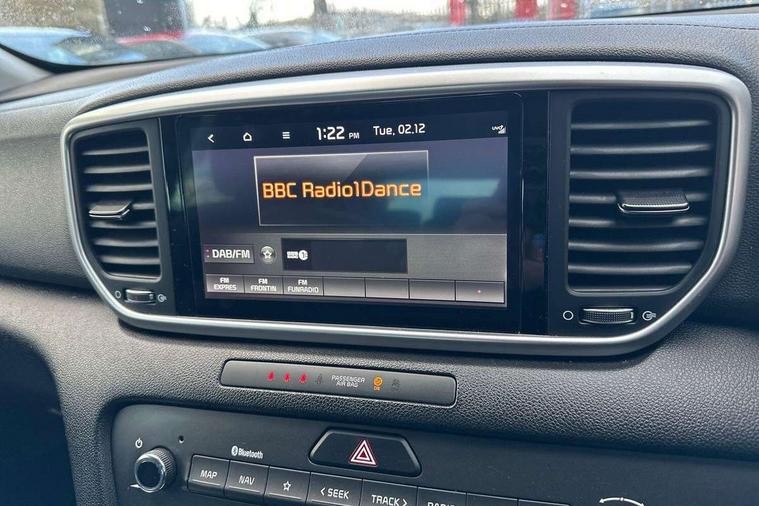 1:22 PM Tue, 02.12
BBC Radio1Dance
DAB/FM
FM EXPRES
FM FRONTIN
FM FUNRADIO
PASSENGER
AIR BAG
Bluetooth
MAP NAV SEEK TRACK